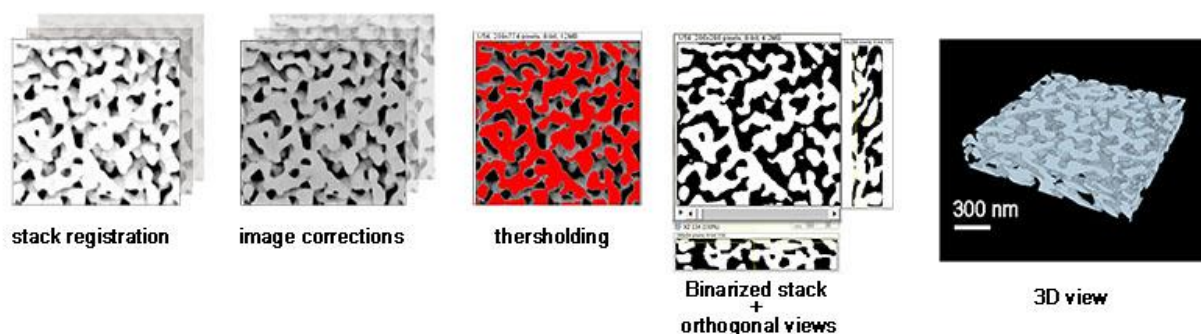 stack registration
image corrections
thersholding
Binarized stack
+
orthogonal views
300 nm
3D view